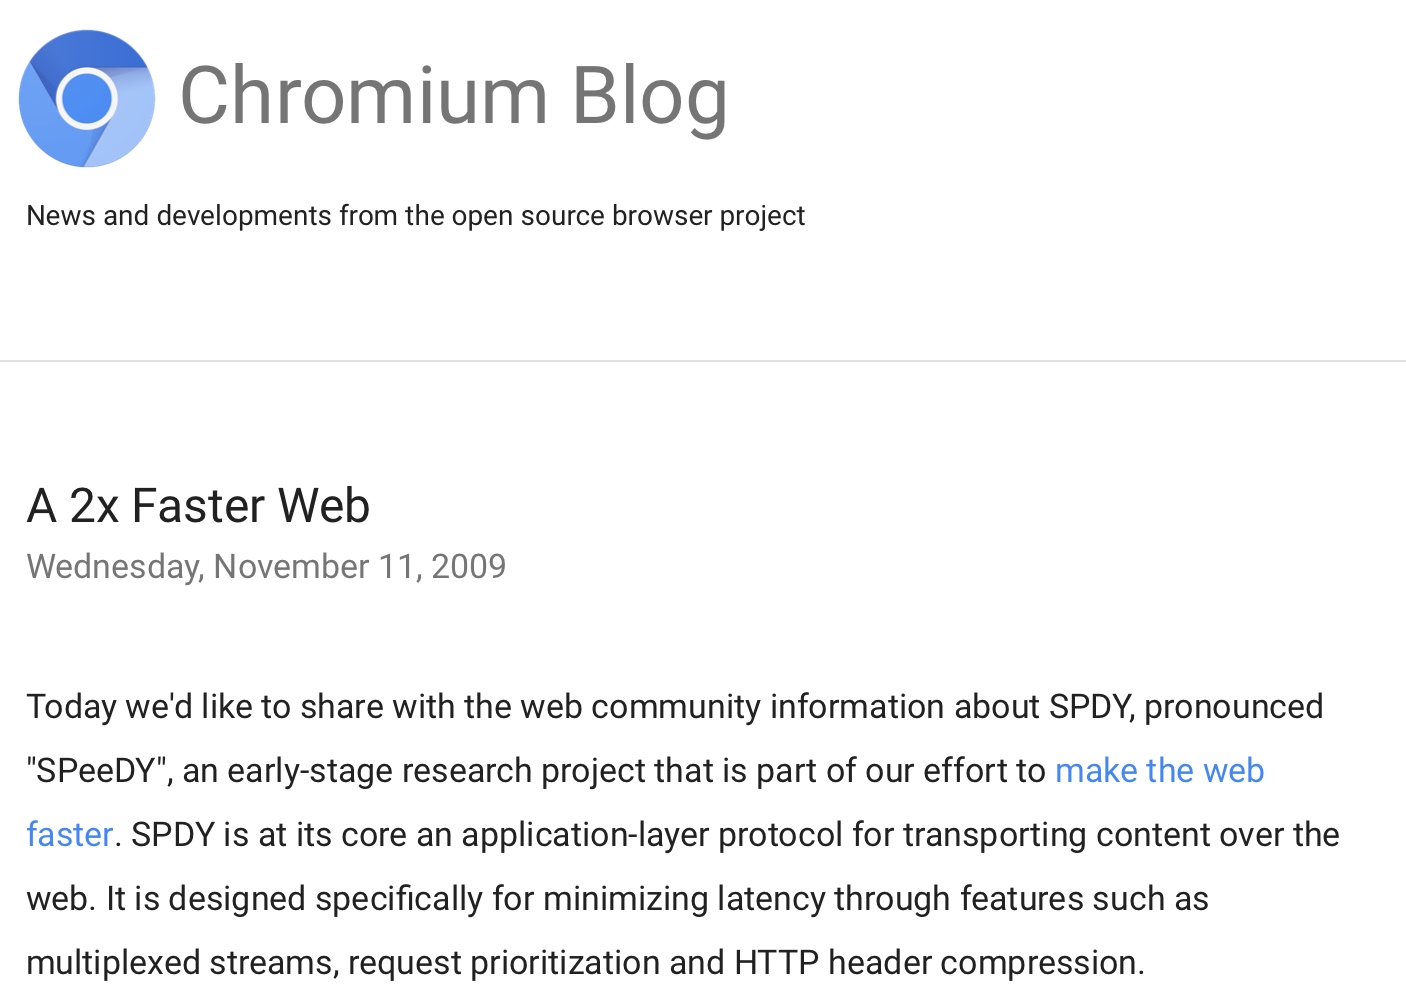 Chromium Blog
News and developments from the open source browser project
A 2x Faster Web
Wednesday, November 11, 2009
Today we'd like to share with the web community information about SPDY, pronounced
"SPeeDY", an early-stage research project that is part of our effort to make the web
faster. SPDY is at its core an application-layer protocol for transporting content over the
web. It is designed specifically for minimizing latency through features such as
multiplexed streams, request prioritization and HTTP header compression.